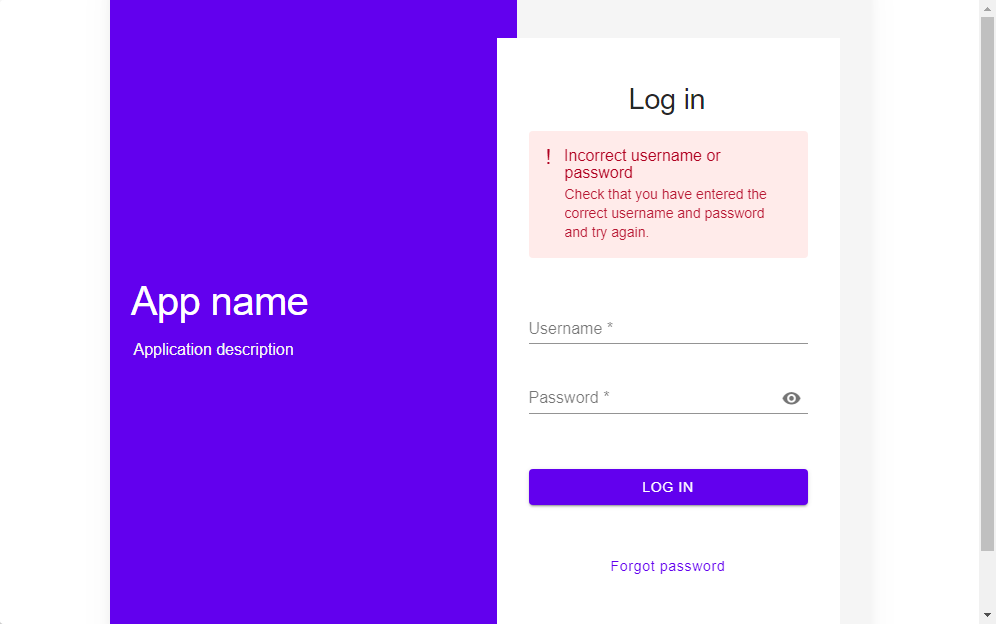 Log in
! Incorrect username or
password
Check that you have entered the
correct username and password
and try again.
App name
Application description
Username *
Password *
LOG IN
Forgot password